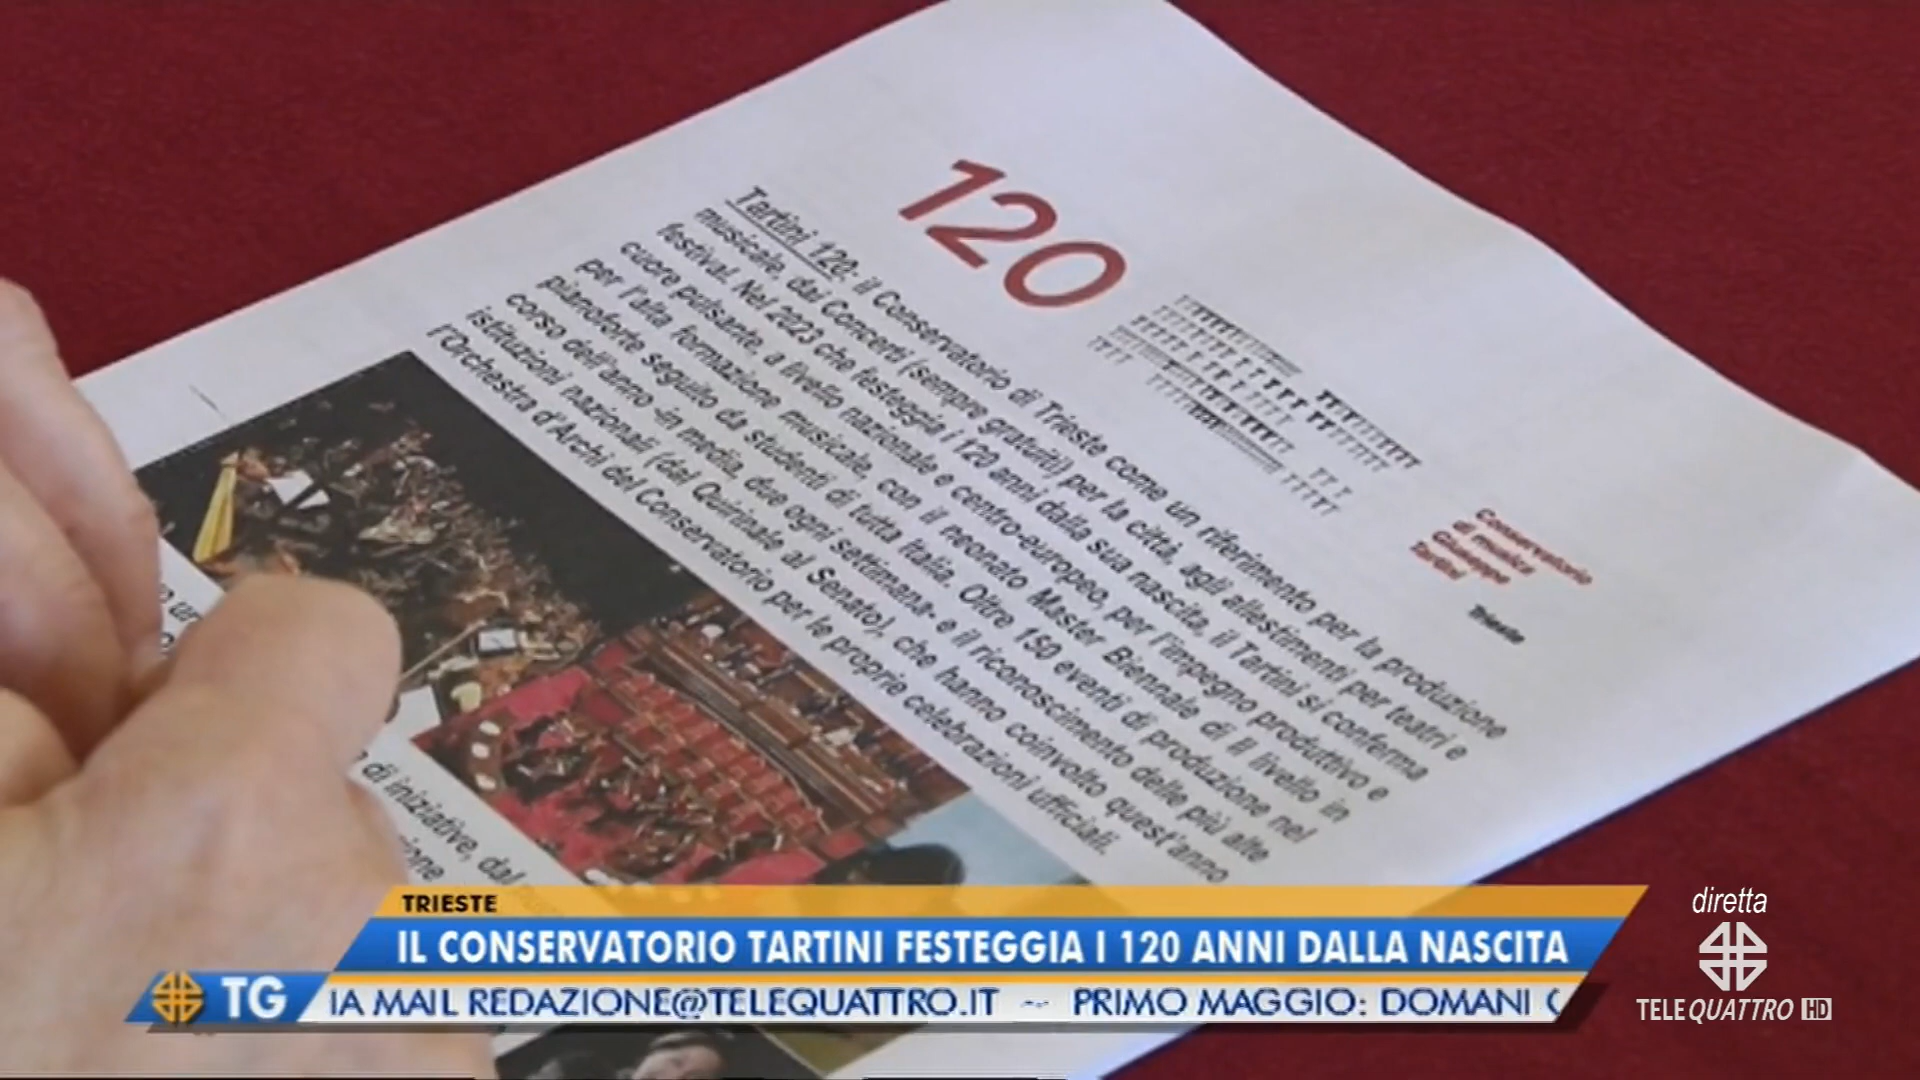 120
Conservatorio
di musica
Giuseppe
Tartini
Trieste
Tartini 120: il Conservatorio di Trieste come un riferimento per la produzione
musicale, dai Concerti (sempre gratuiti) per la città, agli allestimenti per teatri e
festival. Nel 2023 che festeggia i 120 anni dalla sua nascita, il Tartini si conferma
cuore pulsante, a livello nazionale e centro-europeo, per l'impegno produttivo e
per l'alta formazione musicale, con il neonato Master Biennale di II livello in
pianoforte seguito da studenti di tutta Italia. Oltre 150 eventi di produzione nel
corso dell'anno -in media, due ogni settimana- e il riconoscimento delle più alte
istituzioni nazionali (dal Quirinale al Senato), che hanno coinvolto quest'anno
l'Orchestra d'Archi del Conservatorio per le proprie celebrazioni ufficiali.
di iniziative, dal
TRIESTE
IL CONSERVATORIO TARTINI FESTEGGIA I 120 ANNI DALLA NASCITA
TG
IA MAIL REDAZIONE@TELEQUATTRO.IT ~ PRIMO MAGGIO: DOMANI
diretta
TELEQUATTRO HD